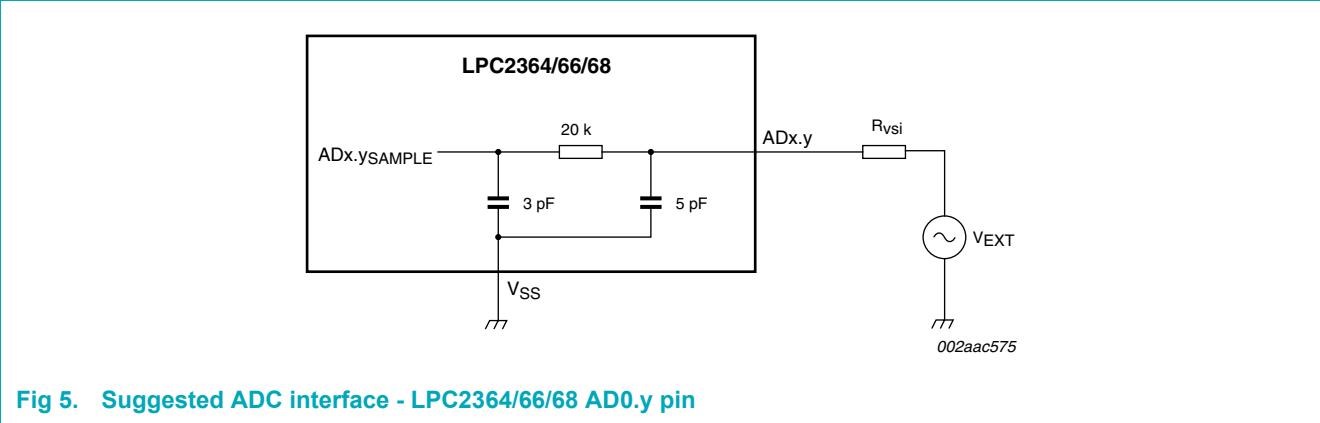 LPC2364/66/68
20 k
ADx.y
Rvsi
ADx.ySAMPLE
3 pF
5 pF
VEXT
VSS
002aac575
Fig 5. Suggested ADC interface - LPC2364/66/68 AD0.y pin